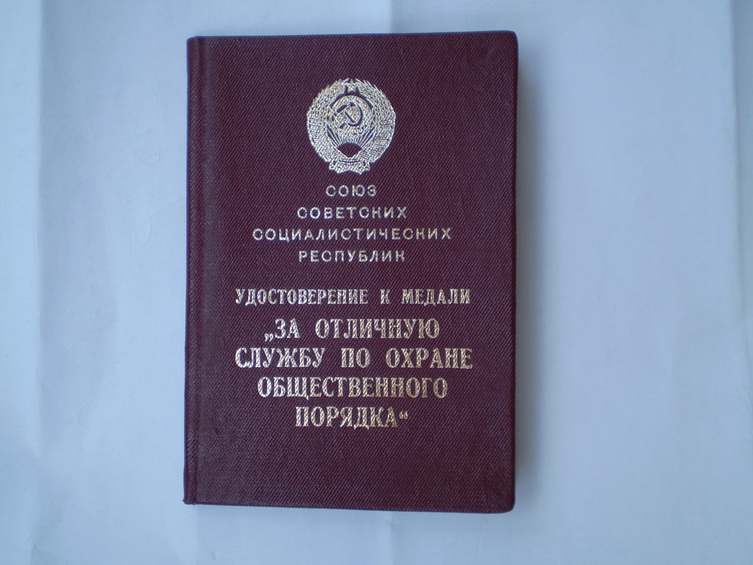 СОЮЗ
СОВЕТСКИХ
СОЦИАЛИСТИЧЕСКИХ
РЕСПУБЛИК
УДОСТОВЕРЕНИЕ К МЕДАЛИ
„ЗА ОТЛИЧНУЮ
СЛУЖБУ ПО ОХРАНЕ
ОБЩЕСТВЕННОГО
ПОРЯДКА“